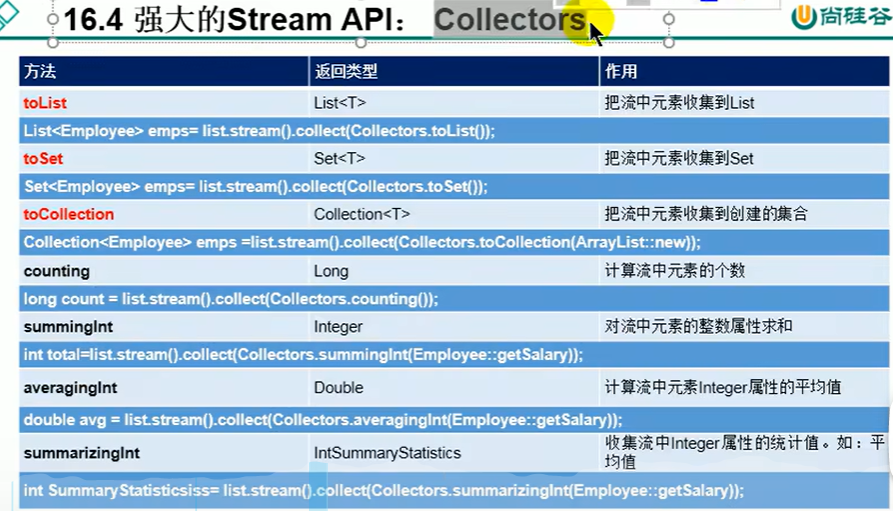 16.4 强大的Stream API： Collectors
尚硅谷
方法 返回类型 作用
toList List<T> 把流中元素收集到List
List<Employee> emps= list.stream().collect(Collectors.toList());
toSet Set<T> 把流中元素收集到Set
Set<Employee> emps= list.stream().collect(Collectors.toSet());
toCollection Collection<T> 把流中元素收集到创建的集合
Collection<Employee> emps =list.stream().collect(Collectors.toCollection(ArrayList::new));
counting Long 计算流中元素的个数
long count = list.stream().collect(Collectors.counting());
summingInt Integer 对流中元素的整数属性求和
int total=list.stream().collect(Collectors.summingInt(Employee::getSalary));
averagingInt Double 计算流中元素Integer属性的平均值
double avg = list.stream().collect(Collectors.averagingInt(Employee::getSalary));
summarizingInt IntSummaryStatistics 收集流中Integer属性的统计值。如：平
均值
int SummaryStatisticsiss= list.stream().collect(Collectors.summarizingInt(Employee::getSalary));